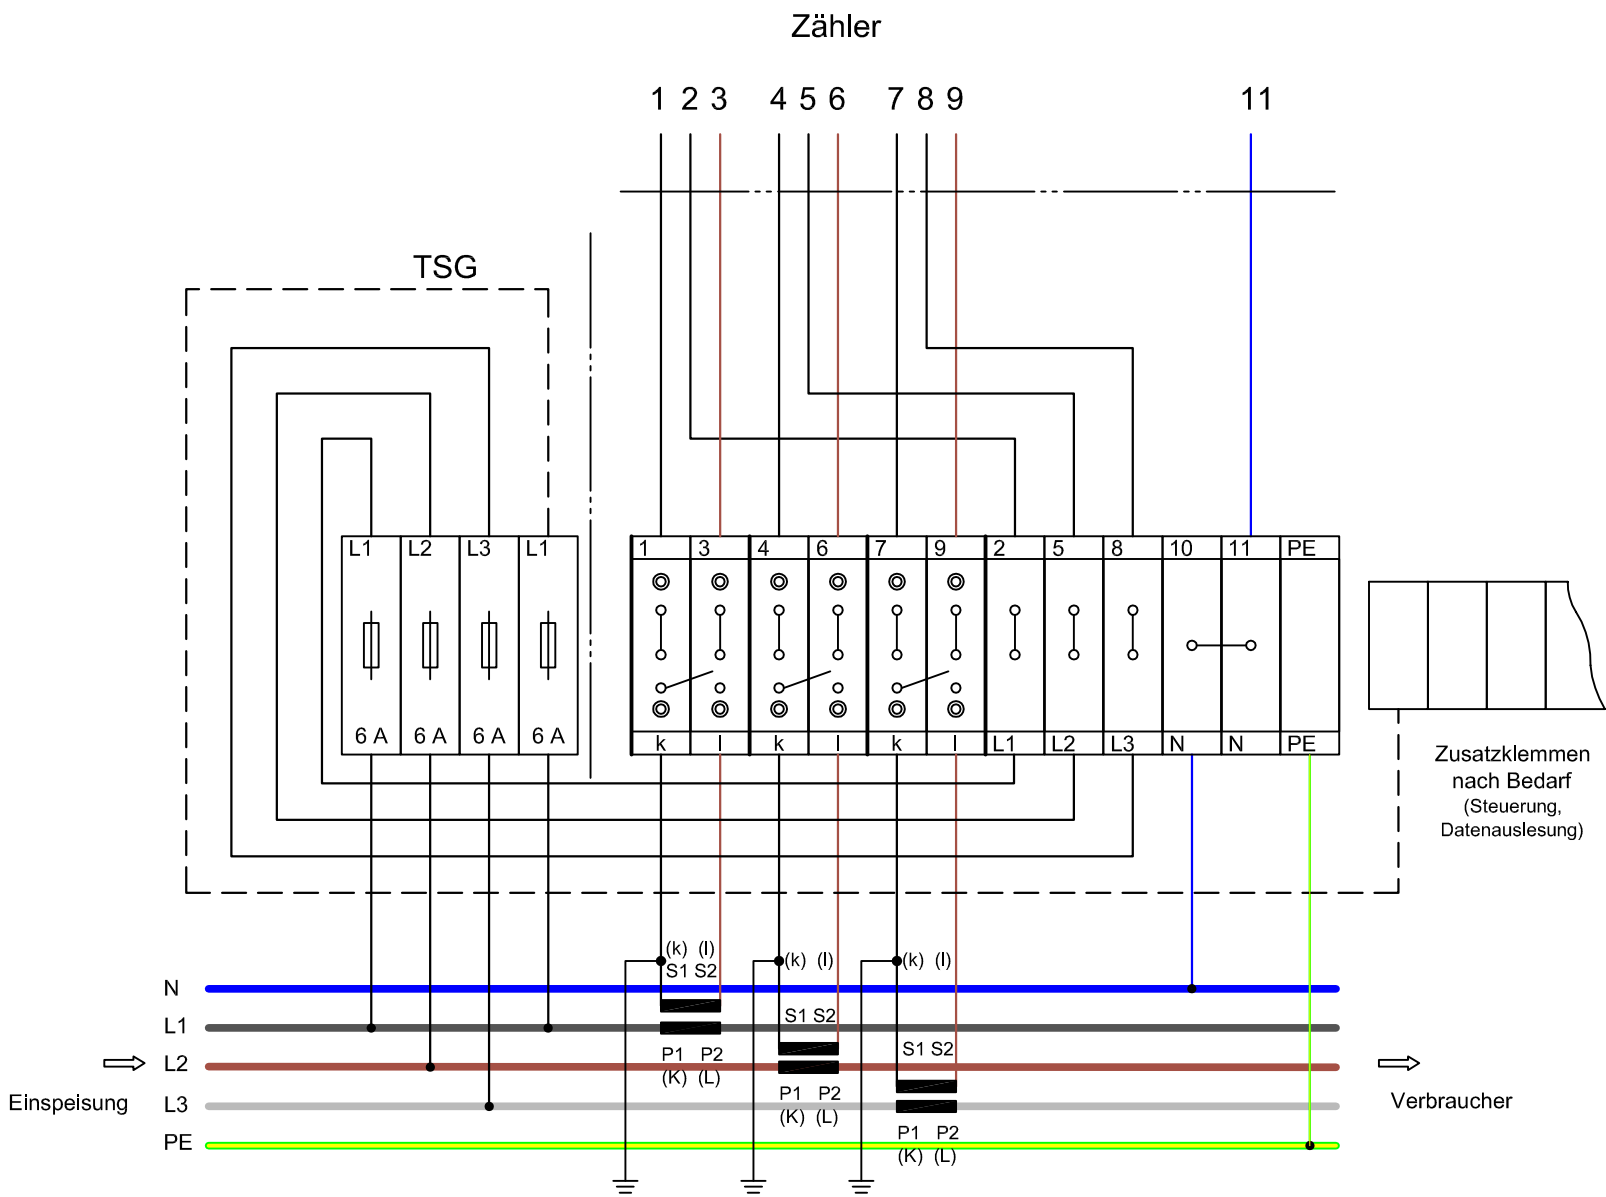 Zähler
1 2 3 4 5 6 7 8 9 11
TSG
L1 L2 L3 L1
1 3 4 6 7 9 2 5 8 10 11 PE
6 A 6 A 6 A 6 A
k l k l k l L1 L2 L3 N N PE
Zusatzklemmen
nach Bedarf
(Steuerung,
Datenauslesung)
(k) (l)
S1 S2
(k) (l)
(k) (l)
N
S1 S2
L1
S1 S2
P1 P2
(K) (L)
L2
P1 P2
(K) (L)
Einspeisung
L3
Verbraucher
P1 P2
(K) (L)
PE